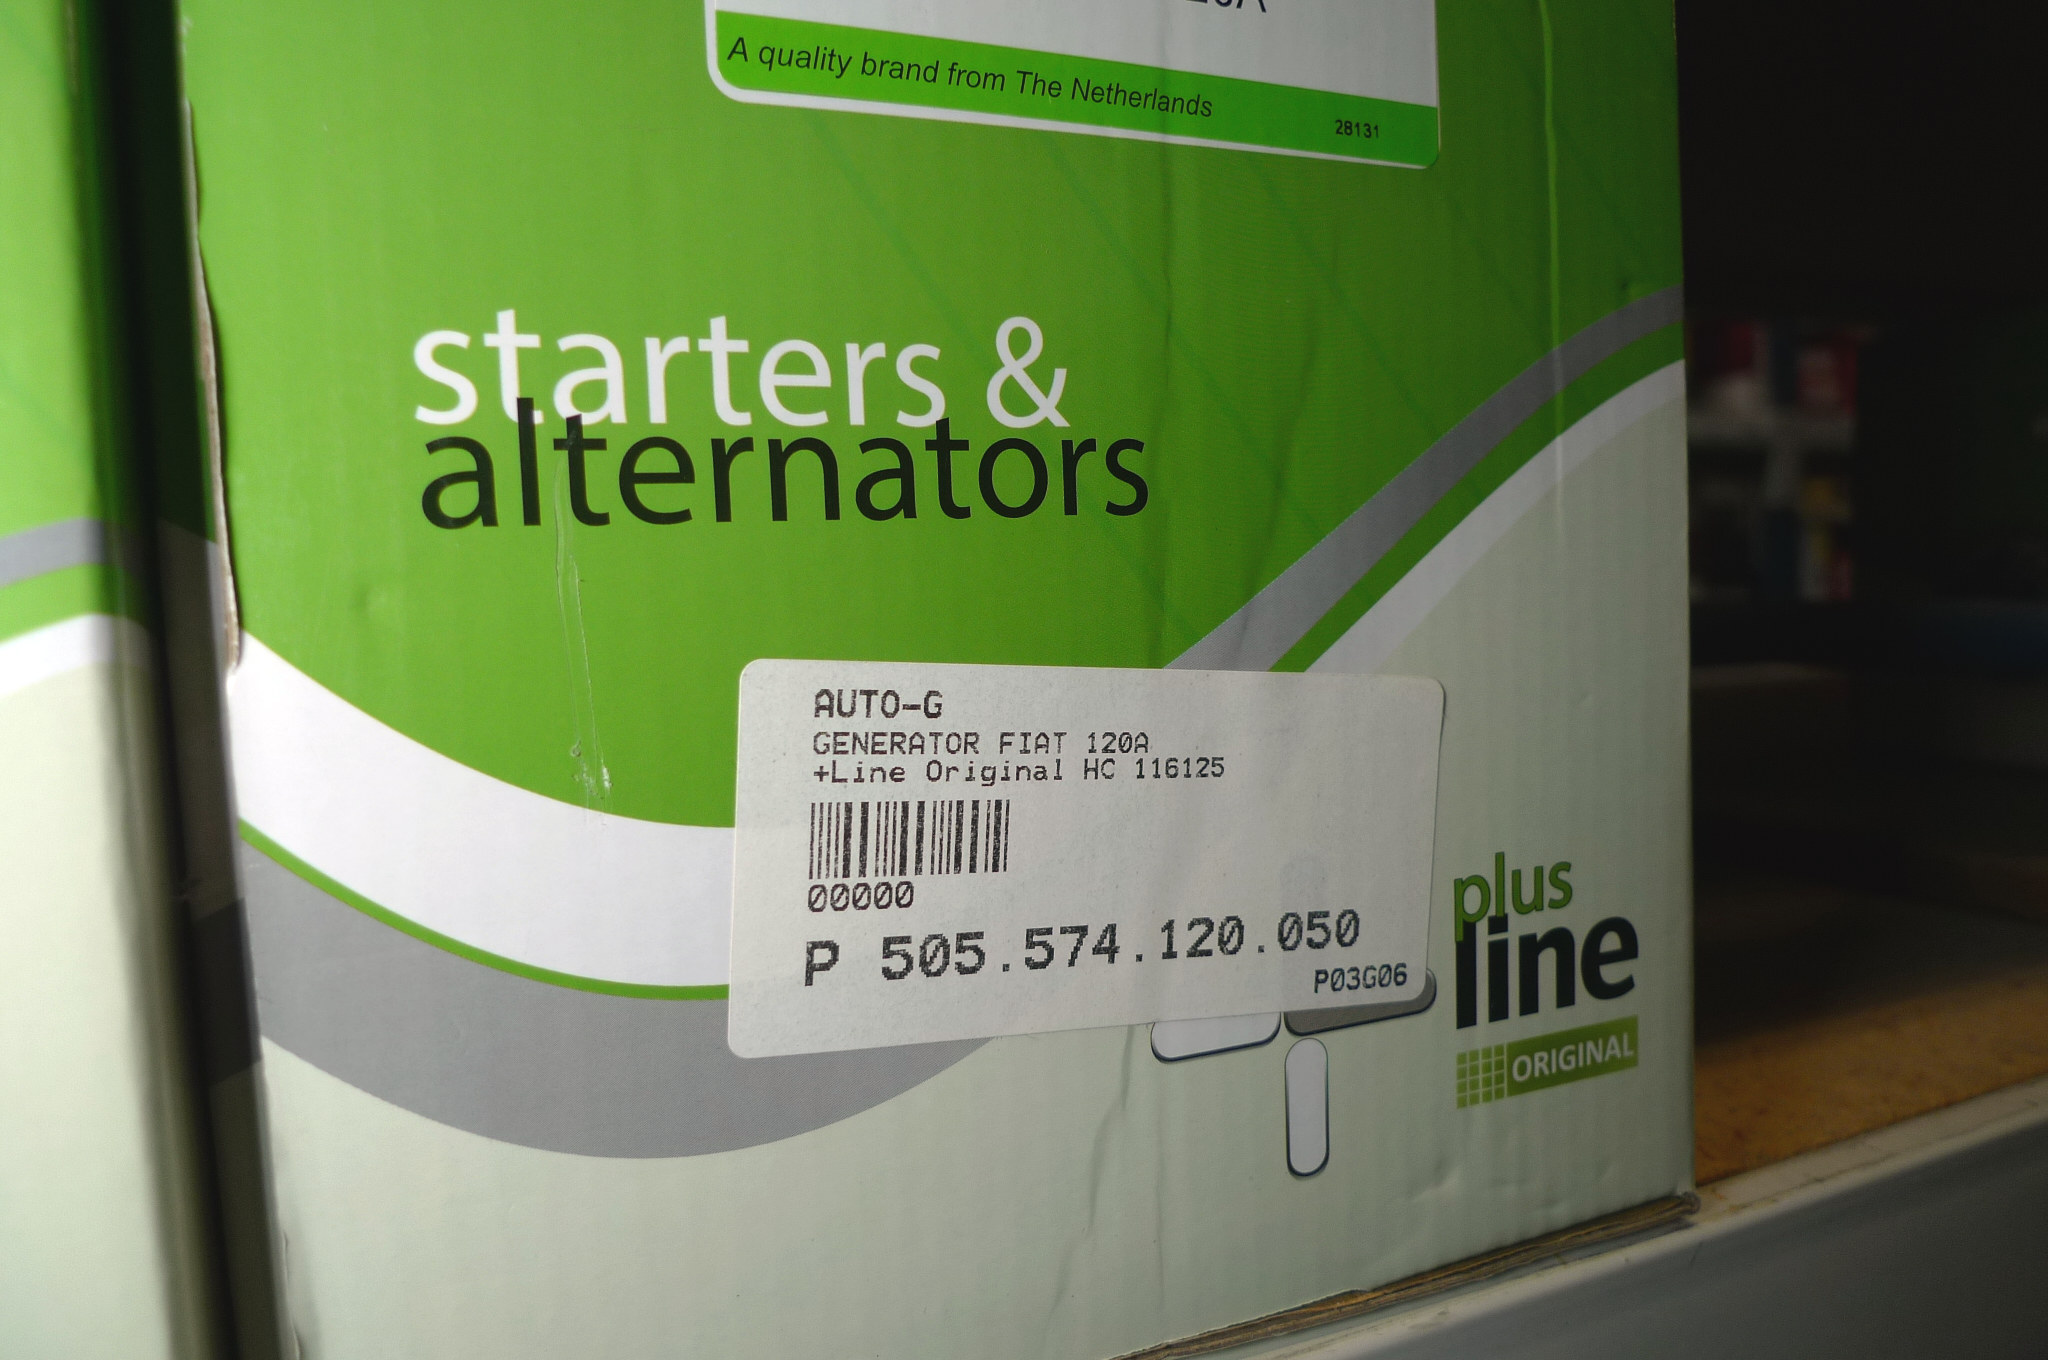 A quality brand from The Netherlands
28131
starters &
alternators
AUTO-G
GENERATOR FIAT 120A
+Line Original HC 116125
00000
P 505.574.120.050
P03G06
plus
line
ORIGINAL